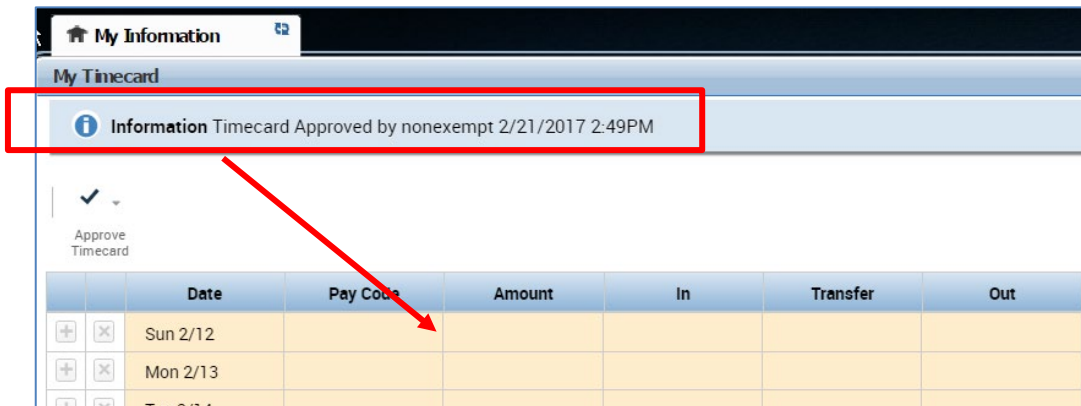 My Information
My Timecard
Information Timecard Approved by nonexempt 2/21/2017 2:49PM
Approve
Timecard
Date Pay Code Amount In Transfer Out
Sun 2/12
Mon 2/13